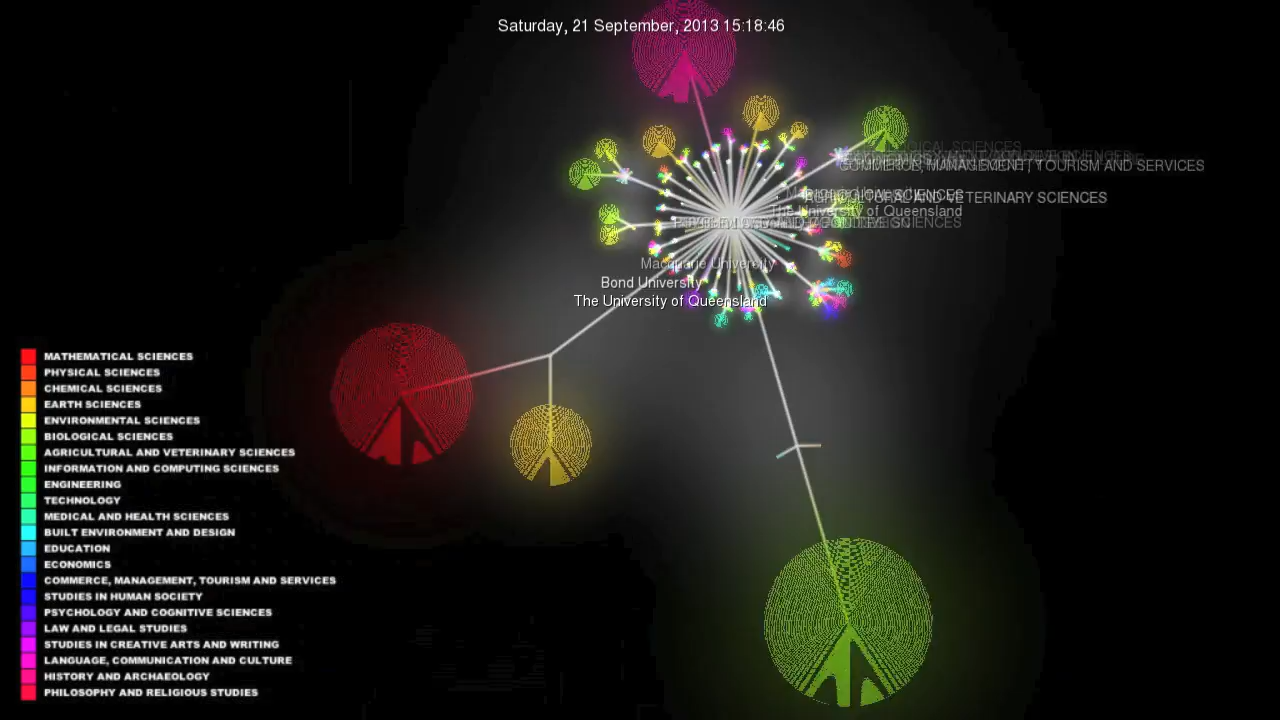 Saturday, 21 September, 2013 15:18:46
COMMERCE, MANAGEMENT, TOURISM AND SERVICES
AGRICULTURAL AND VETERINARY SCIENCES
The University of Queensland
Macquarie University
Bond University
The University of Queensland
MATHEMATICAL SCIENCES
PHYSICAL SCIENCES
CHEMICAL SCIENCES
EARTH SCIENCES
ENVIRONMENTAL SCIENCES
BIOLOGICAL SCIENCES
AGRICULTURAL AND VETERINARY SCIENCES
INFORMATION AND COMPUTING SCIENCES
ENGINEERING
TECHNOLOGY
MEDICAL AND HEALTH SCIENCES
BUILT ENVIRONMENT AND DESIGN
EDUCATION
ECONOMICS
COMMERCE, MANAGEMENT, TOURISM AND SERVICES
STUDIES IN HUMAN SOCIETY
PSYCHOLOGY AND COGNITIVE SCIENCES
LAW AND LEGAL STUDIES
STUDIES IN CREATIVE ARTS AND WRITING
LANGUAGE, COMMUNICATION AND CULTURE
HISTORY AND ARCHAEOLOGY
PHILOSOPHY AND RELIGIOUS STUDIES